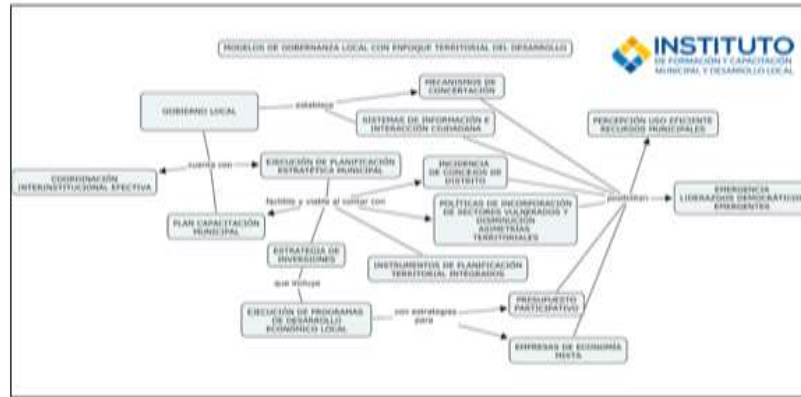 MODELOS DE GOBERNANZA LOCAL CON ENFOQUE TERRITORIAL DEL DESARROLLO
INSTITUTO
DE FORMACIÓN Y CAPACITACIÓN
MUNICIPAL Y DESARROLLO LOCAL
MECANISMOS DE
CONCERTACIÓN
GOBIERNO LOCAL
establece
SISTEMAS DE INFORMACIÓN E
INTERACCIÓN CIUDADANA
PERCEPCIÓN USO EFICIENTE
RECURSOS MUNICIPALES
cuenta con
COORDINACIÓN
INTERINSTITUCIONAL EFECTIVA
EJECUCIÓN DE PLANIFICACIÓN
ESTRATÉTICA MUNICIPAL
INCIDENCIA
DE CONCEJOS DE
DISTRITO
factible y viable al contar con
POLÍTICAS DE INCORPORACIÓN
DE SECTORES VULNERADOS Y
DISMINUCIÓN
ASIMETRÍAS
TERRITORIALES
posibilitan
EMERGENCIA
LIDERAZGOS DEMOCRÁTICOS
EMERGENTES
PLAN CAPACITACIÓN
MUNICIPAL
ESTRATEGIA DE
INVERSIONES
INSTRUMENTOS DE PLANIFICACIÓN
TERRITORIAL INTEGRADOS
que incluye
EJECUCIÓN DE PROGRAMAS
DE DESARROLLO
ECONÓMICO LOCAL
con estrategias
para
PRESUPUESTO
PARTICIPATIVO
EMPRESAS DE ECONOMÍA
MIXTA